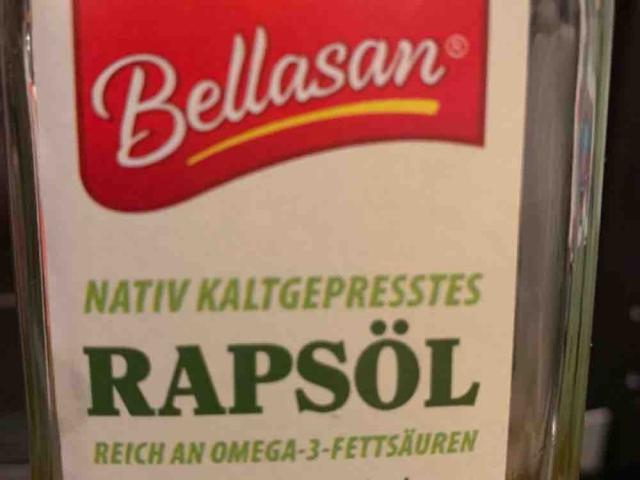 Bellasan®
NATIV KALTGEPRESSTES
RAPSÖL
REICH AN OMEGA-3-FETTSÄUREN